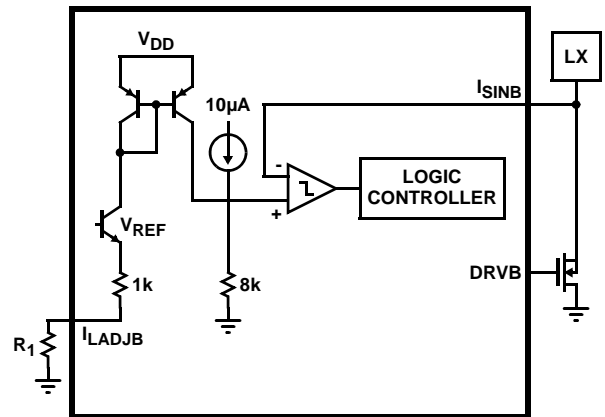 VDD
LX
ISINB
10µA
-
LOGIC
CONTROLLER
+
VREF
DRVB
1k
8k
ILADJB
R1